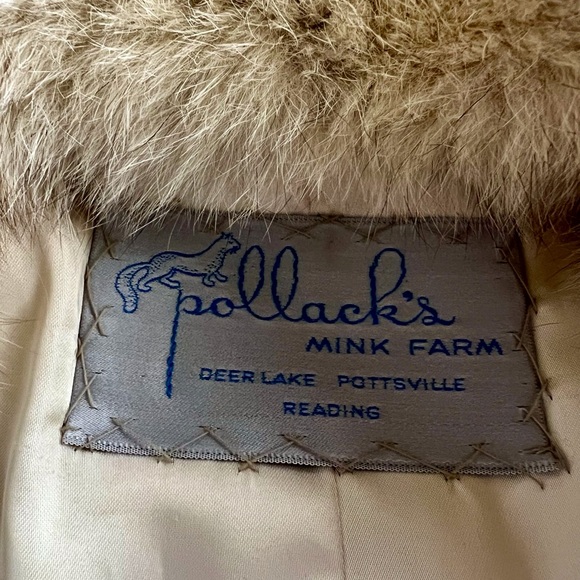 pollack's
MINK FARM
DEER LAKE POTTSVILLE
READING